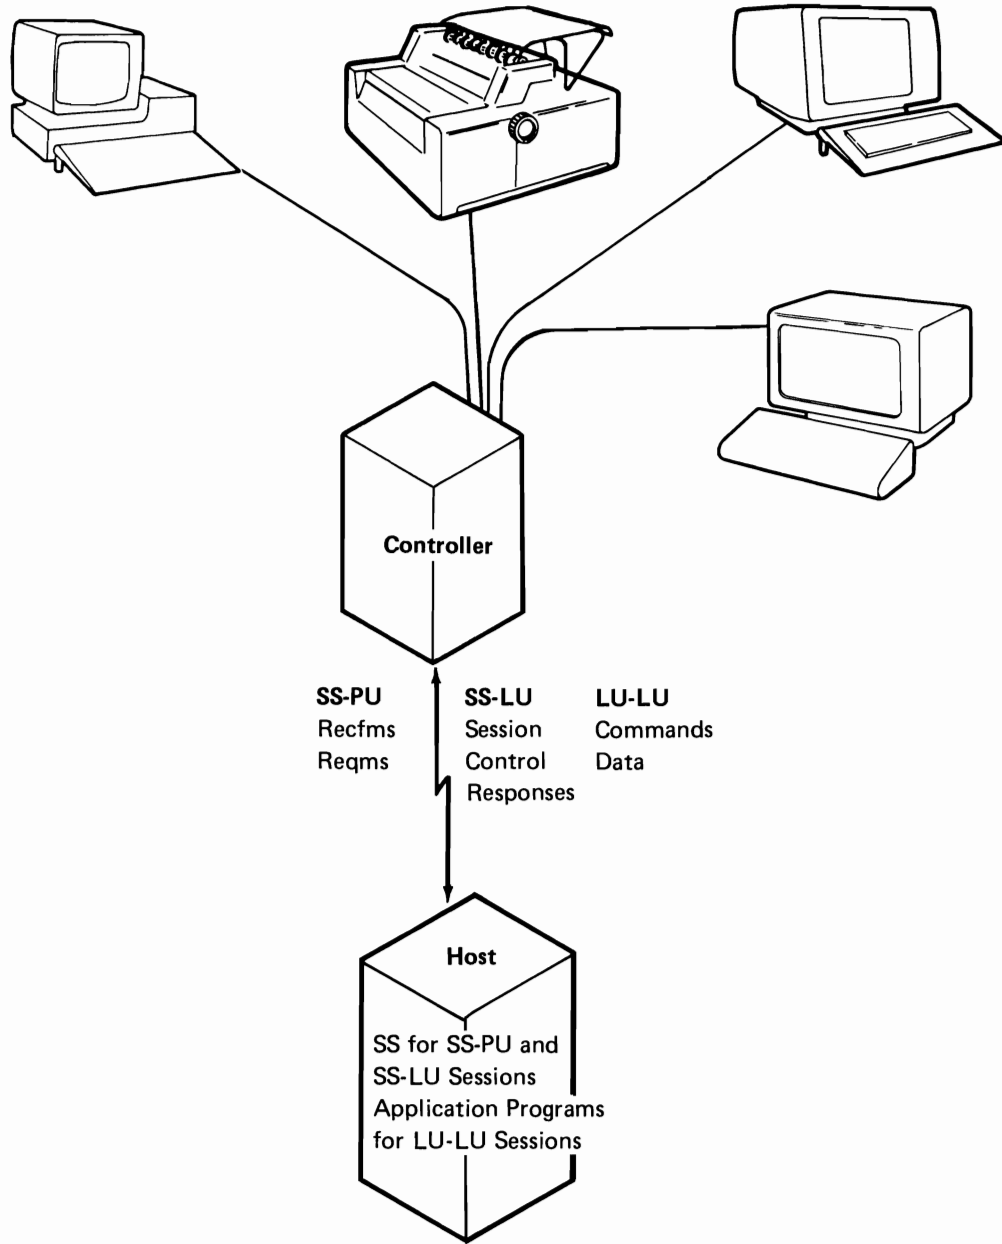 Controller
SS-PU
Recfms
Reqms
SS-LU
Session
Control
Responses
LU-LU
Commands
Data
Host
SS for SS-PU and
SS-LU Sessions
Application Programs
for LU-LU Sessions